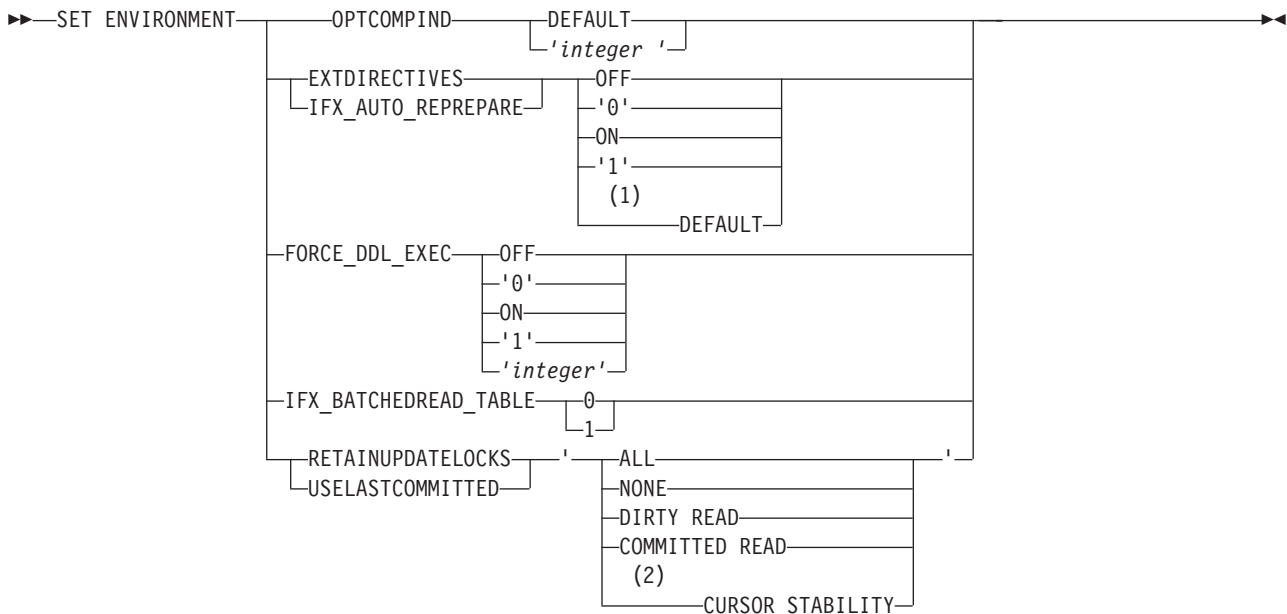 SET ENVIRONMENT OPTCOMPIND DEFAULT
'integer '
EXTDIRECTIVES OFF
IFX_AUTO_REPREPARE '0'
ON
'1'
(1)
DEFAULT
FORCE_DDL_EXEC OFF
'0'
ON
'1'
'integer'
IFX_BATCHEDREAD_TABLE 0
1
RETAINUPDATELOCKS ' ALL '
USELASTCOMMITTED NONE
DIRTY READ
COMMITTED READ
(2)
CURSOR STABILITY